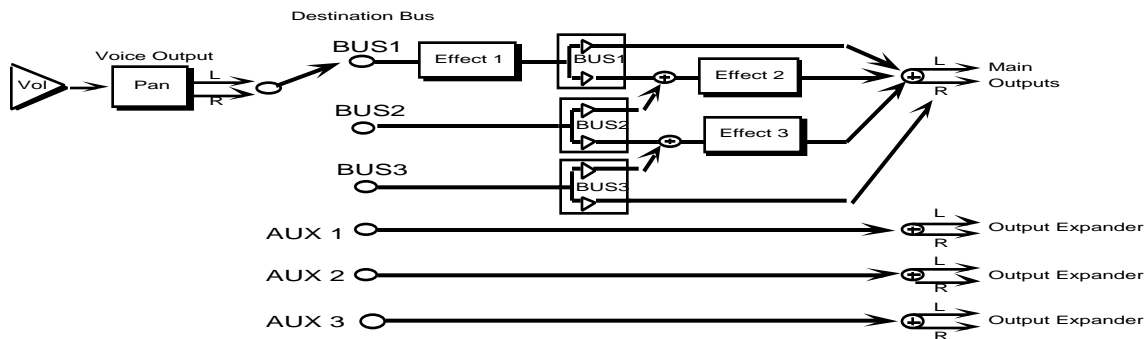 Destination Bus
Voice Output
Vol
Pan
L
R
BUS1
Effect 1
BUS1
Effect 2
+
+
L
R
Main
Outputs
BUS2
BUS2
+
Effect 3
BUS3
BUS3
AUX 1
+
L
R
Output Expander
AUX 2
+
L
R
Output Expander
AUX 3
+
L
R
Output Expander